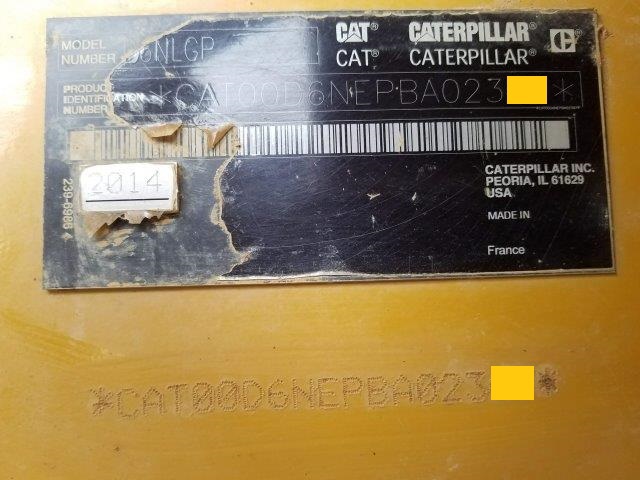 MODEL NUMBER D6NLGP
CAT® CATERPILLAR®
CAT® CATERPILLAR®
PRODUCT IDENTIFICATION NUMBER *CAT00D6NEPBA023 *
2014
239-6986 4
CATERPILLAR INC.
PEORIA, IL 61629
USA
MADE IN
France
*CAT00D6NEPBA023 *